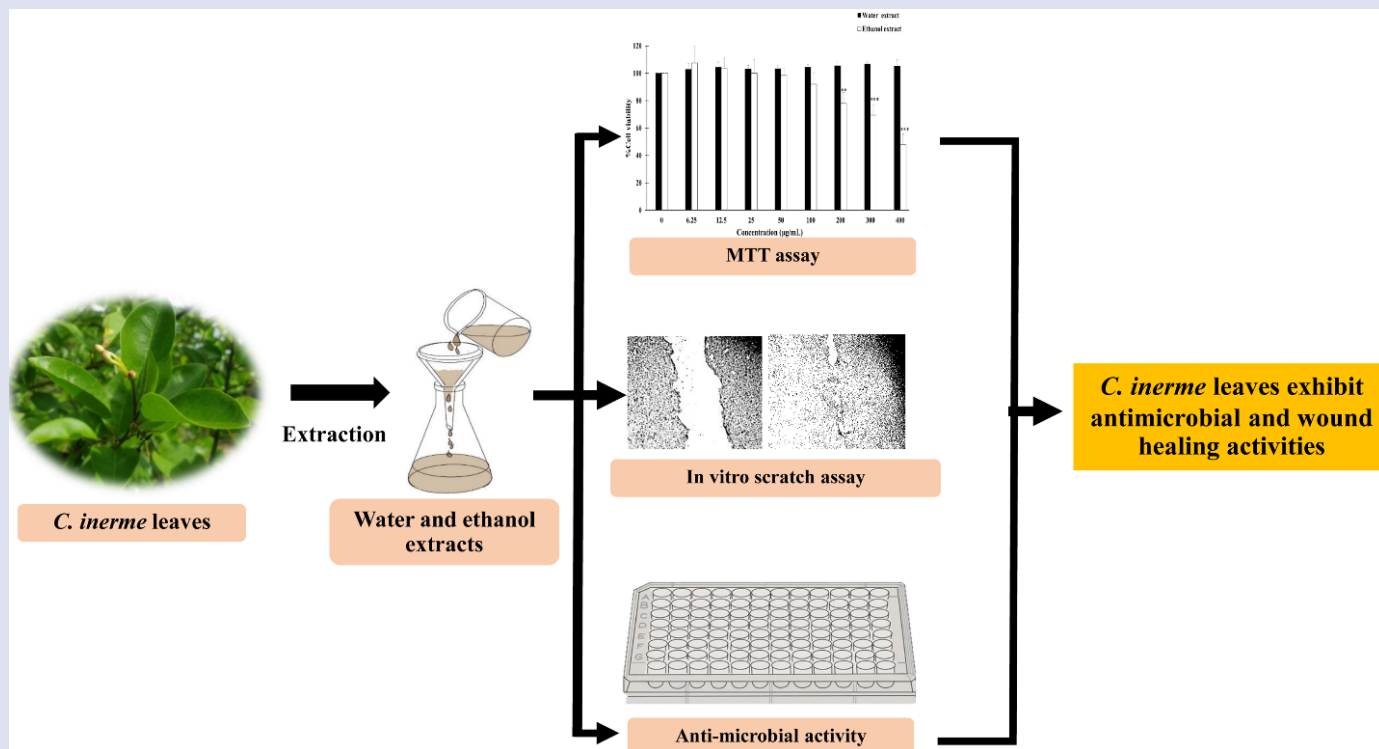 Water extract
Ethanol extract
120
100
80
60
40
20
0
%Cell viability
**
***
***
0 6.25 12.5 25 50 100 200 300 400
Concentration (µg/mL)
MTT assay
Extraction
C. inerme leaves
Water and ethanol
extracts
In vitro scratch assay
A
B
C
D
E
F
G
Anti-microbial activity
C. inerme leaves exhibit
antimicrobial and wound
healing activities